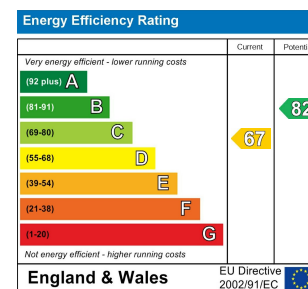 Energy Efficiency Rating
Current Potenti
Very energy efficient - lower running costs
(92 plus) A
(81-91) B
82
(69-80) C
67
(55-68) D
(39-54) E
(21-38) F
(1-20) G
Not energy efficient - higher running costs
England & Wales
EU Directive
2002/91/EC